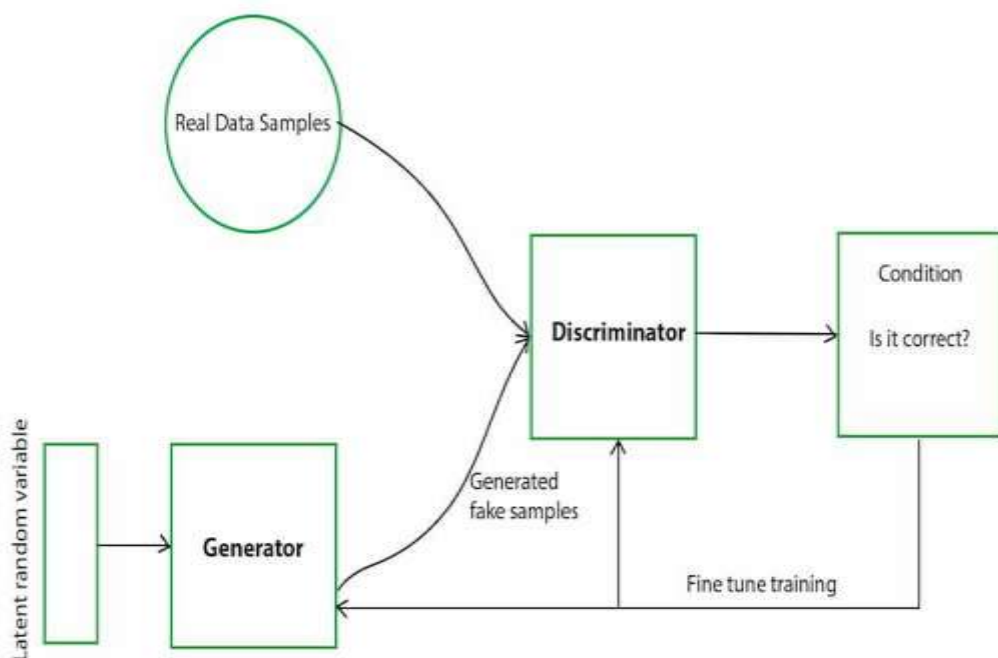 Real Data Samples
Discriminator
Condition
Is it correct?
Latent random variable
Generator
Generated
fake samples
Fine tune training